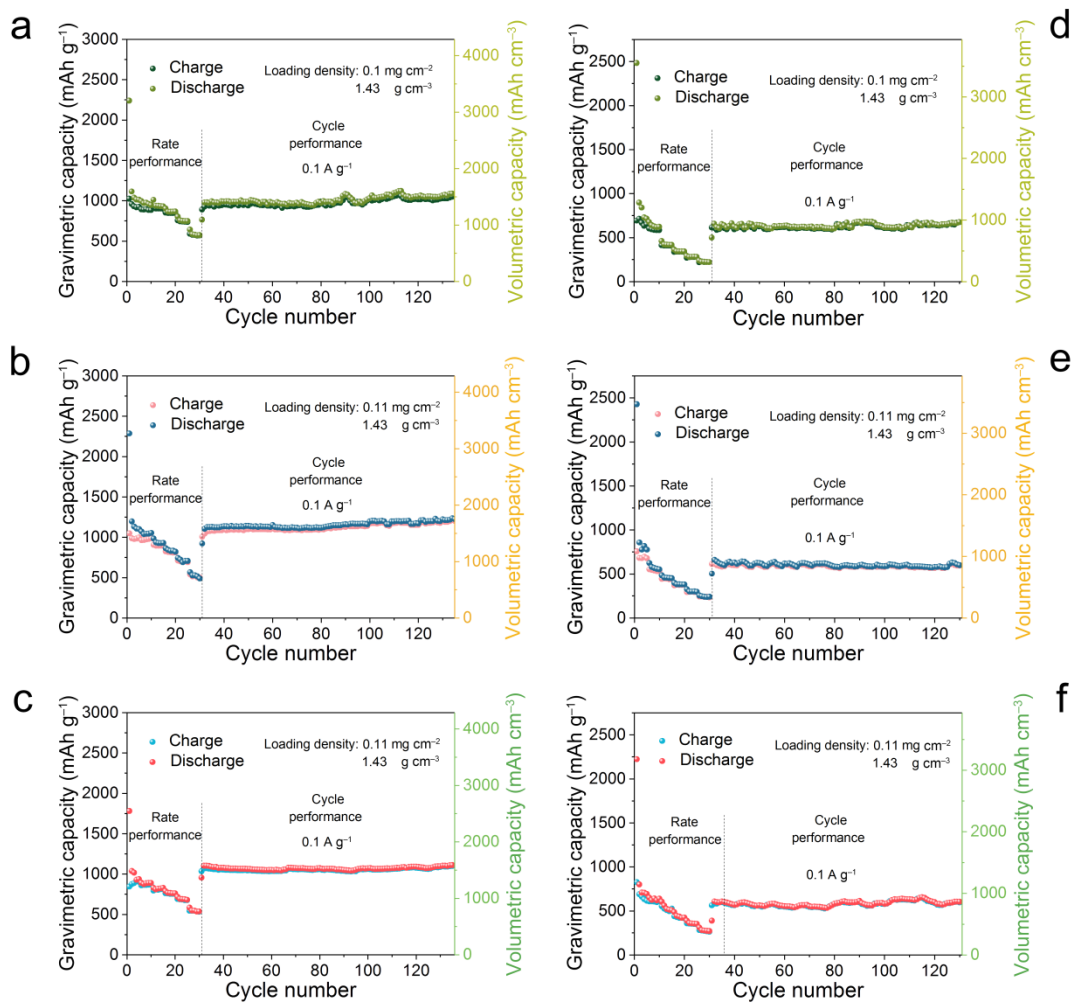 a
Gravimetric capacity (mAh g⁻¹)
3000
2500
2000
1500
1000
500
0
Charge
Discharge
Loading density: 0.1 mg cm⁻²
1.43 g cm⁻³
Rate
performance
Cycle
performance
0.1 A g⁻¹
0 20 40 60 80 100 120
Cycle number
4000
3000
2000
1000
0
Volumetric capacity (mAh cm⁻³)
d
Gravimetric capacity (mAh g⁻¹)
2500
2000
1500
1000
500
0
Charge
Discharge
Loading density: 0.1 mg cm⁻²
1.43 g cm⁻³
Rate
performance
Cycle
performance
0.1 A g⁻¹
0 20 40 60 80 100 120
Cycle number
3000
2000
1000
0
Volumetric capacity (mAh cm⁻³)
b
Gravimetric capacity (mAh g⁻¹)
3000
2500
2000
1500
1000
500
0
Charge
Discharge
Loading density: 0.11 mg cm⁻²
1.43 g cm⁻³
Rate
performance
Cycle
performance
0.1 A g⁻¹
0 20 40 60 80 100 120
Cycle number
4000
3000
2000
1000
0
Volumetric capacity (mAh cm⁻³)
e
Gravimetric capacity (mAh g⁻¹)
2500
2000
1500
1000
500
0
Charge
Discharge
Loading density: 0.11 mg cm⁻²
1.43 g cm⁻³
Rate
performance
Cycle
performance
0.1 A g⁻¹
0 20 40 60 80 100 120
Cycle number
3000
2000
1000
0
Volumetric capacity (mAh cm⁻³)
c
Gravimetric capacity (mAh g⁻¹)
3000
2500
2000
1500
1000
500
0
Charge
Discharge
Loading density: 0.11 mg cm⁻²
1.43 g cm⁻³
Rate
performance
Cycle
performance
0.1 A g⁻¹
0 20 40 60 80 100 120
Cycle number
4000
3000
2000
1000
0
Volumetric capacity (mAh cm⁻³)
f
Gravimetric capacity (mAh g⁻¹)
2500
2000
1500
1000
500
0
Charge
Discharge
Loading density: 0.11 mg cm⁻²
1.43 g cm⁻³
Rate
performance
Cycle
performance
0.1 A g⁻¹
0 20 40 60 80 100 120
Cycle number
3000
2000
1000
0
Volumetric capacity (mAh cm⁻³)